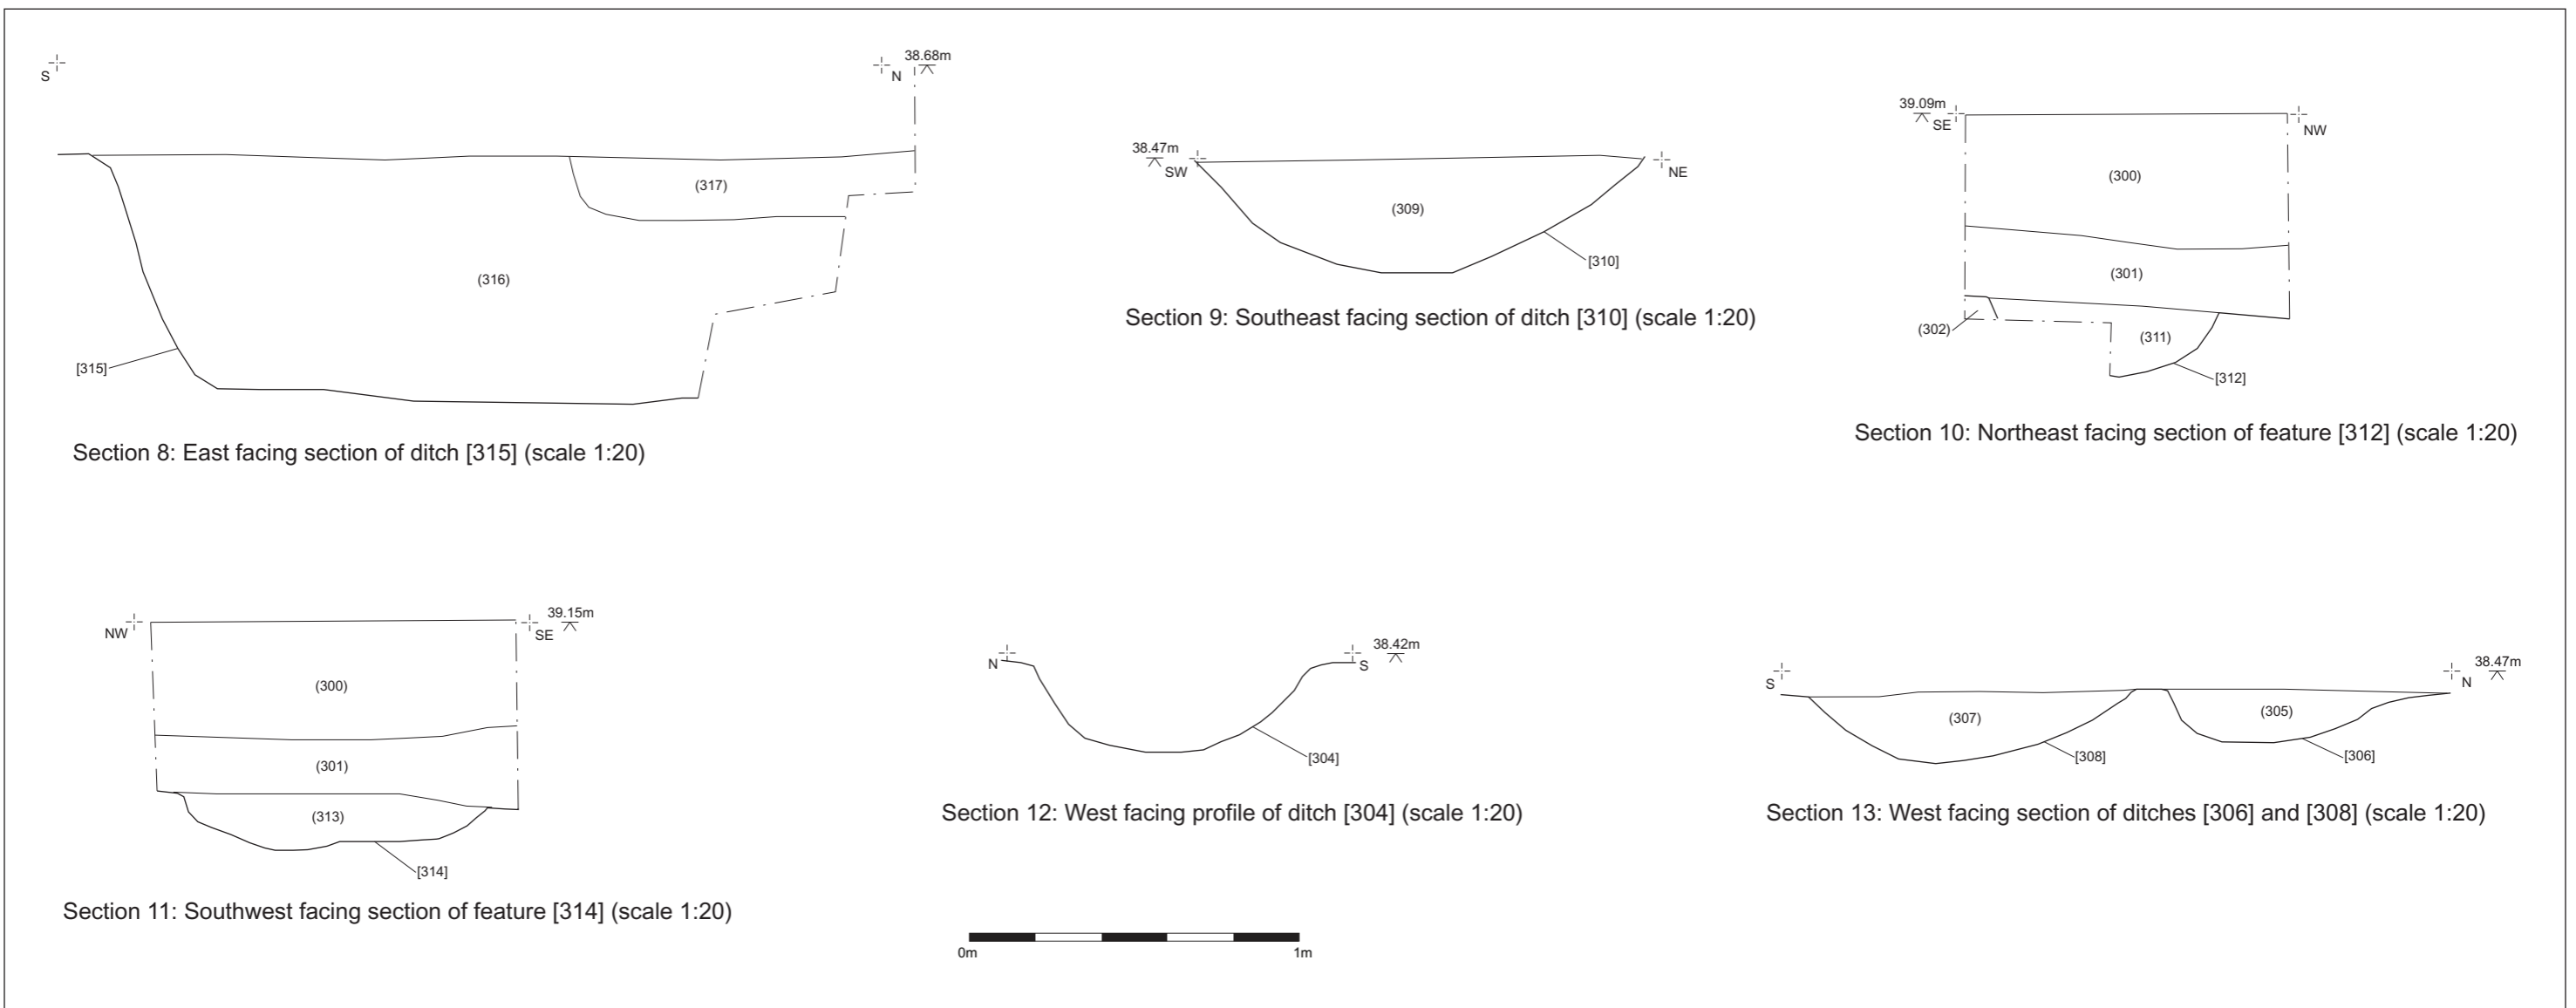 S
N
38.68m
(317)
(316)
[315]
Section 8: East facing section of ditch [315] (scale 1:20)
38.47m
SW
NE
(309)
[310]
Section 9: Southeast facing section of ditch [310] (scale 1:20)
39.09m
SE
NW
(300)
(301)
(302)
(311)
[312]
Section 10: Northeast facing section of feature [312] (scale 1:20)
NW
39.15m
SE
(300)
(301)
(313)
[314]
Section 11: Southwest facing section of feature [314] (scale 1:20)
N
38.42m
S
[304]
Section 12: West facing profile of ditch [304] (scale 1:20)
S
38.47m
N
(307)
(305)
[308]
[306]
Section 13: West facing section of ditches [306] and [308] (scale 1:20)
0m
1m